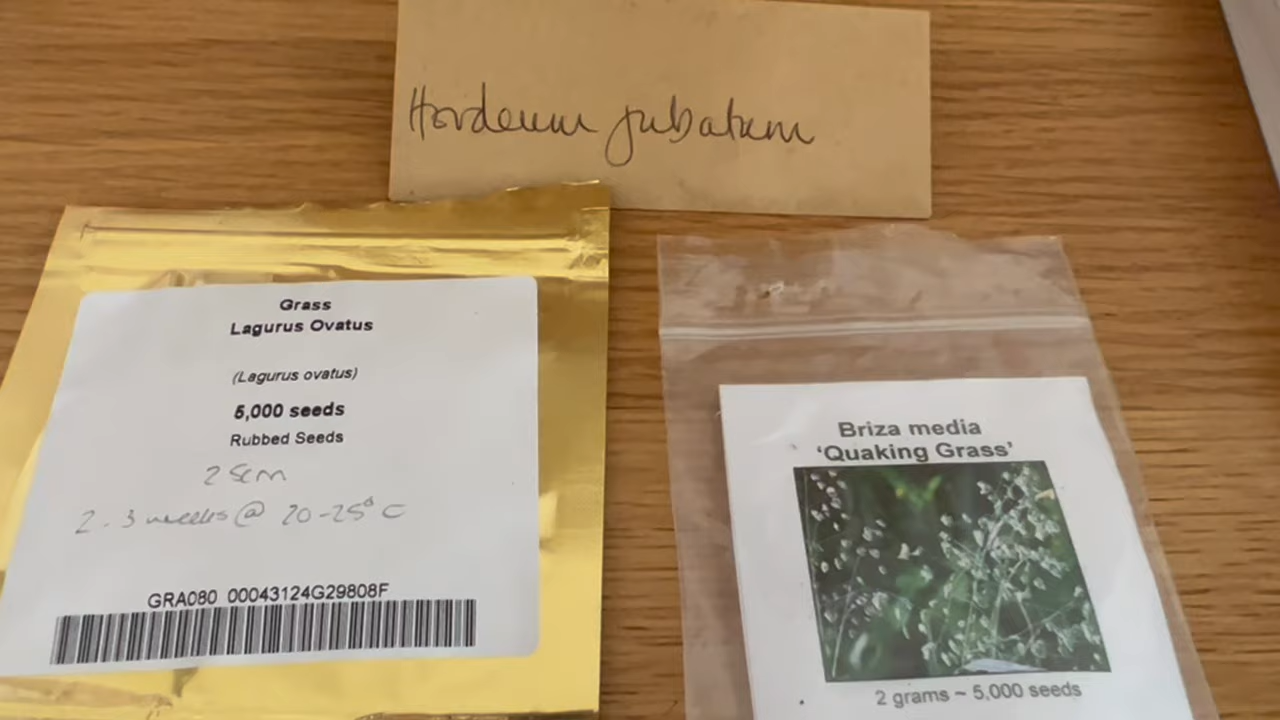 Hordeum jubatum
Grass
Lagurus Ovatus
(Lagurus ovatus)
5,000 seeds
Rubbed Seeds
25cm
2-3 weeks @ 20-25°C
GRA080 00043124G29808F
Briza media
‘Quaking Grass’
2 grams ~ 5,000 seeds